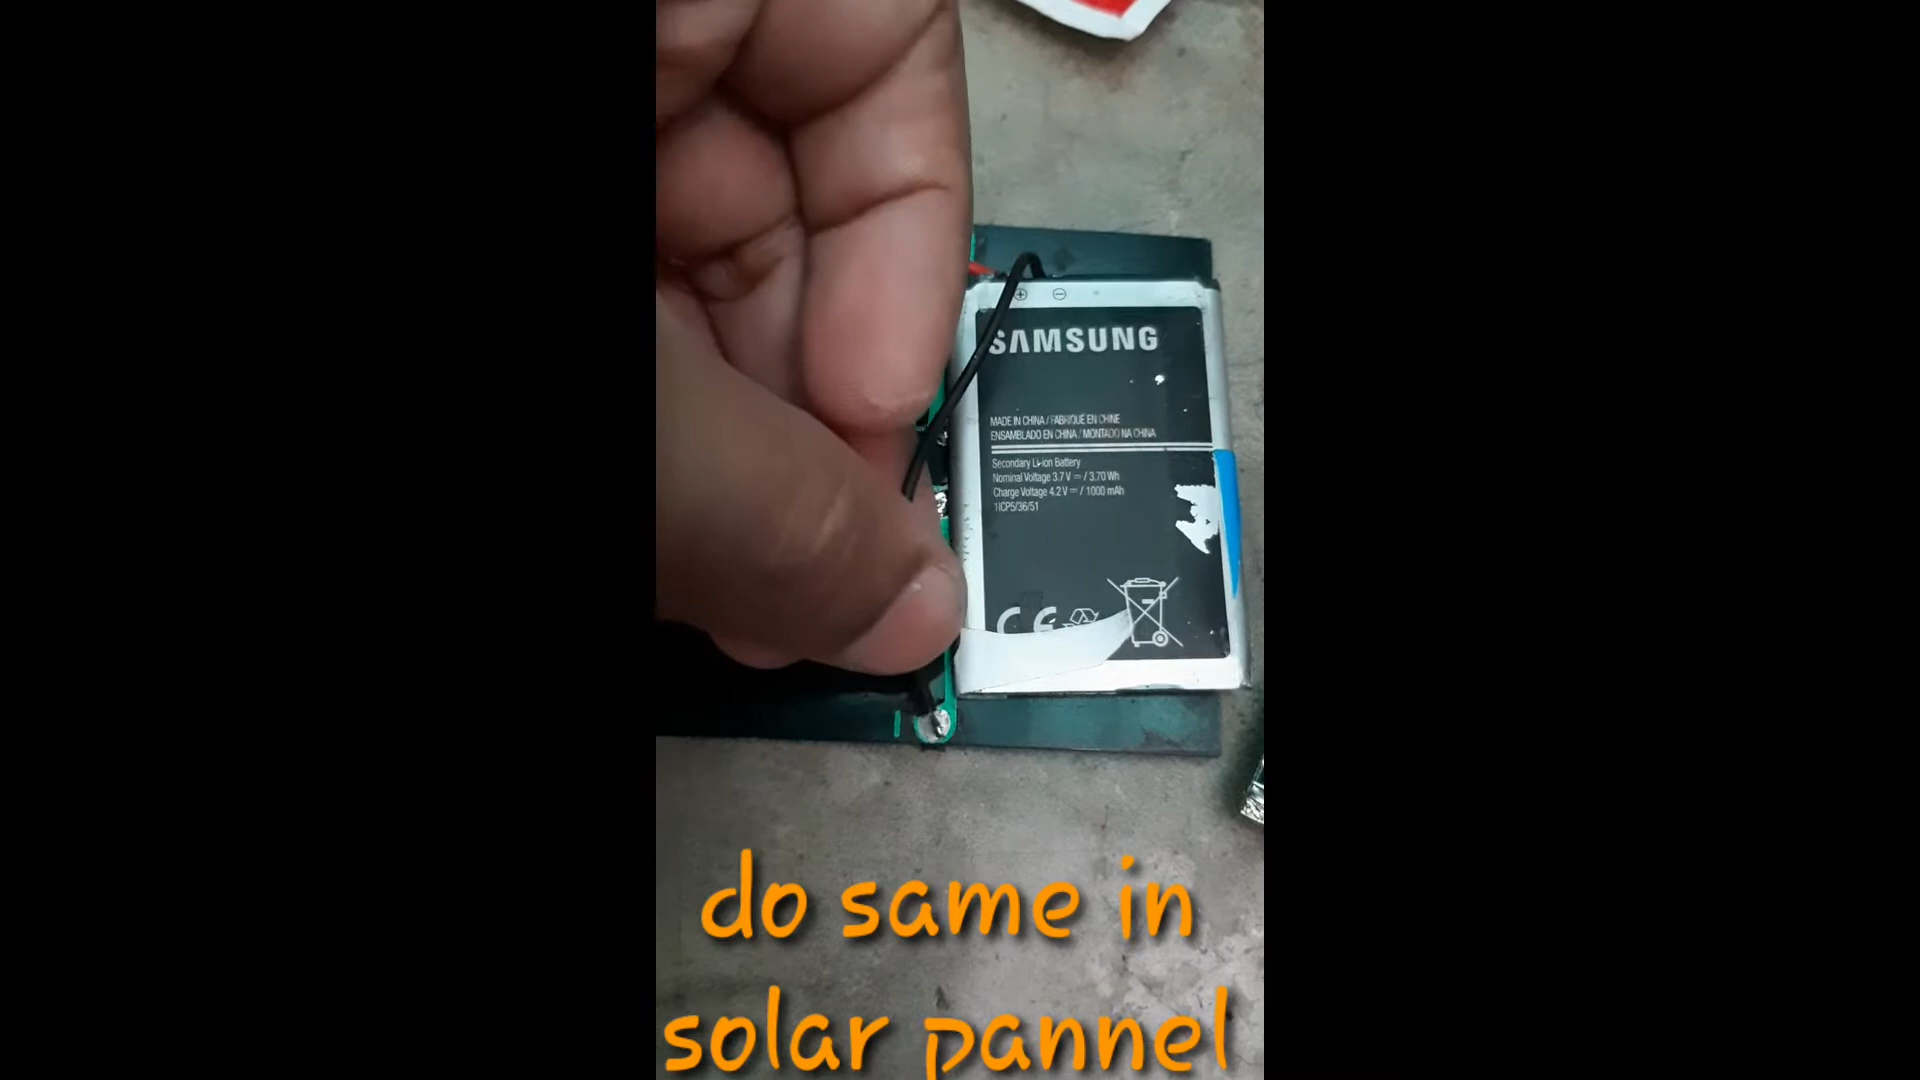 SAMSUNG
MADE IN CHINA / FABRIQUÉ EN CHINE
ENSAMBLADO EN CHINA / MONTADO NA CHINA
Secondary Li-ion Battery
Nominal Voltage 3.7 V ⎓ / 3.70 Wh
Charge Voltage 4.2 V ⎓ / 1000 mAh
1ICP5/36/51
CE
do same in
solar pannel